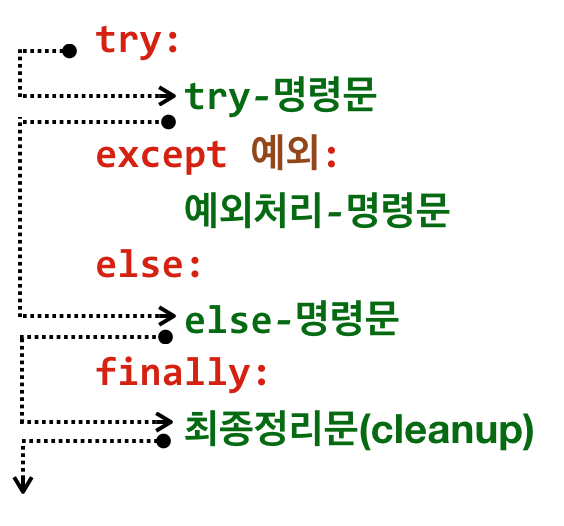 try:
try-명령문
except 예외:
예외처리-명령문
else:
else-명령문
finally:
최종정리문(cleanup)